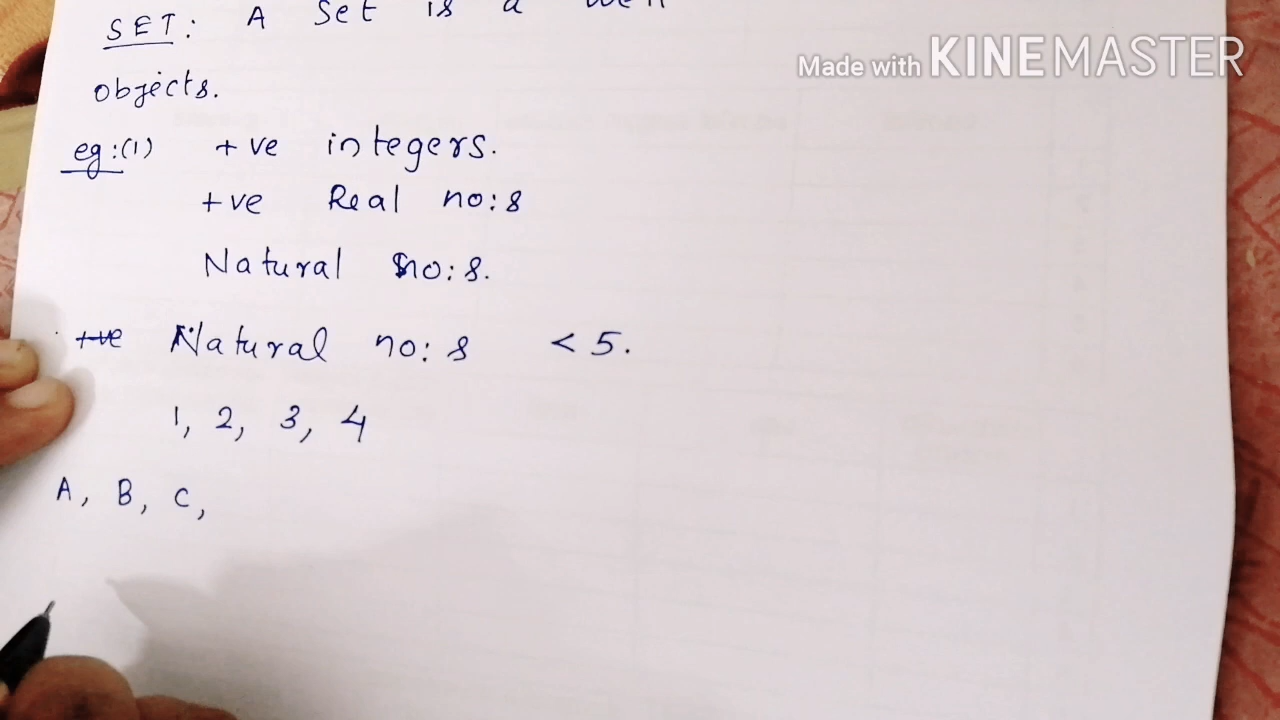 SET: A set is a well
objects.
Made with KINEMASTER
eg:(1) +ve integers.
+ve Real no:s
Natural no:s.
+ve Natural no:s < 5.
1, 2, 3, 4
A, B, C,